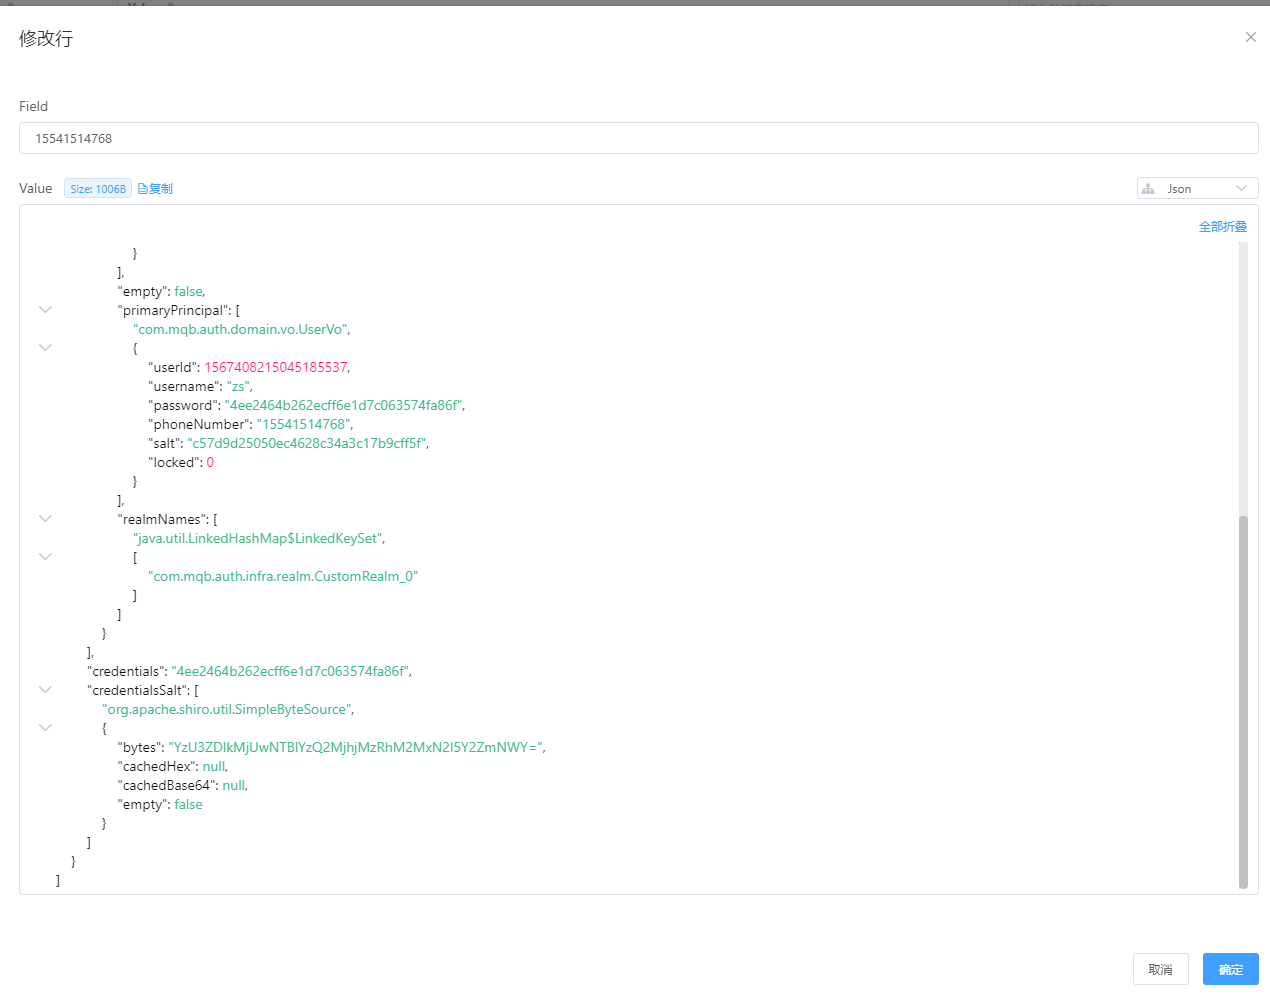 修改行
Field
15541514768
Value Size: 1006B 复制 Json
全部折叠
}
],
"empty": false,
"primaryPrincipal": [
"com.mqb.auth.domain.vo.UserVo",
{
"userId": 1567408215045185537,
"username": "zs",
"password": "4ee2464b262ecff6e1d7c063574fa86f",
"phoneNumber": "15541514768",
"salt": "c57d9d25050ec4628c34a3c17b9cff5f",
"locked": 0
}
],
"realmNames": [
"java.util.LinkedHashMap$LinkedKeySet",
[
"com.mqb.auth.infra.realm.CustomRealm_0"
]
]
}
],
"credentials": "4ee2464b262ecff6e1d7c063574fa86f",
"credentialsSalt": [
"org.apache.shiro.util.SimpleByteSource",
{
"bytes": "YzU3ZDlkMjUwNTBlYzQ2MjhjMzRhM2MxN2I5Y2ZmNWY=",
"cachedHex": null,
"cachedBase64": null,
"empty": false
}
]
}
]
取消 确定